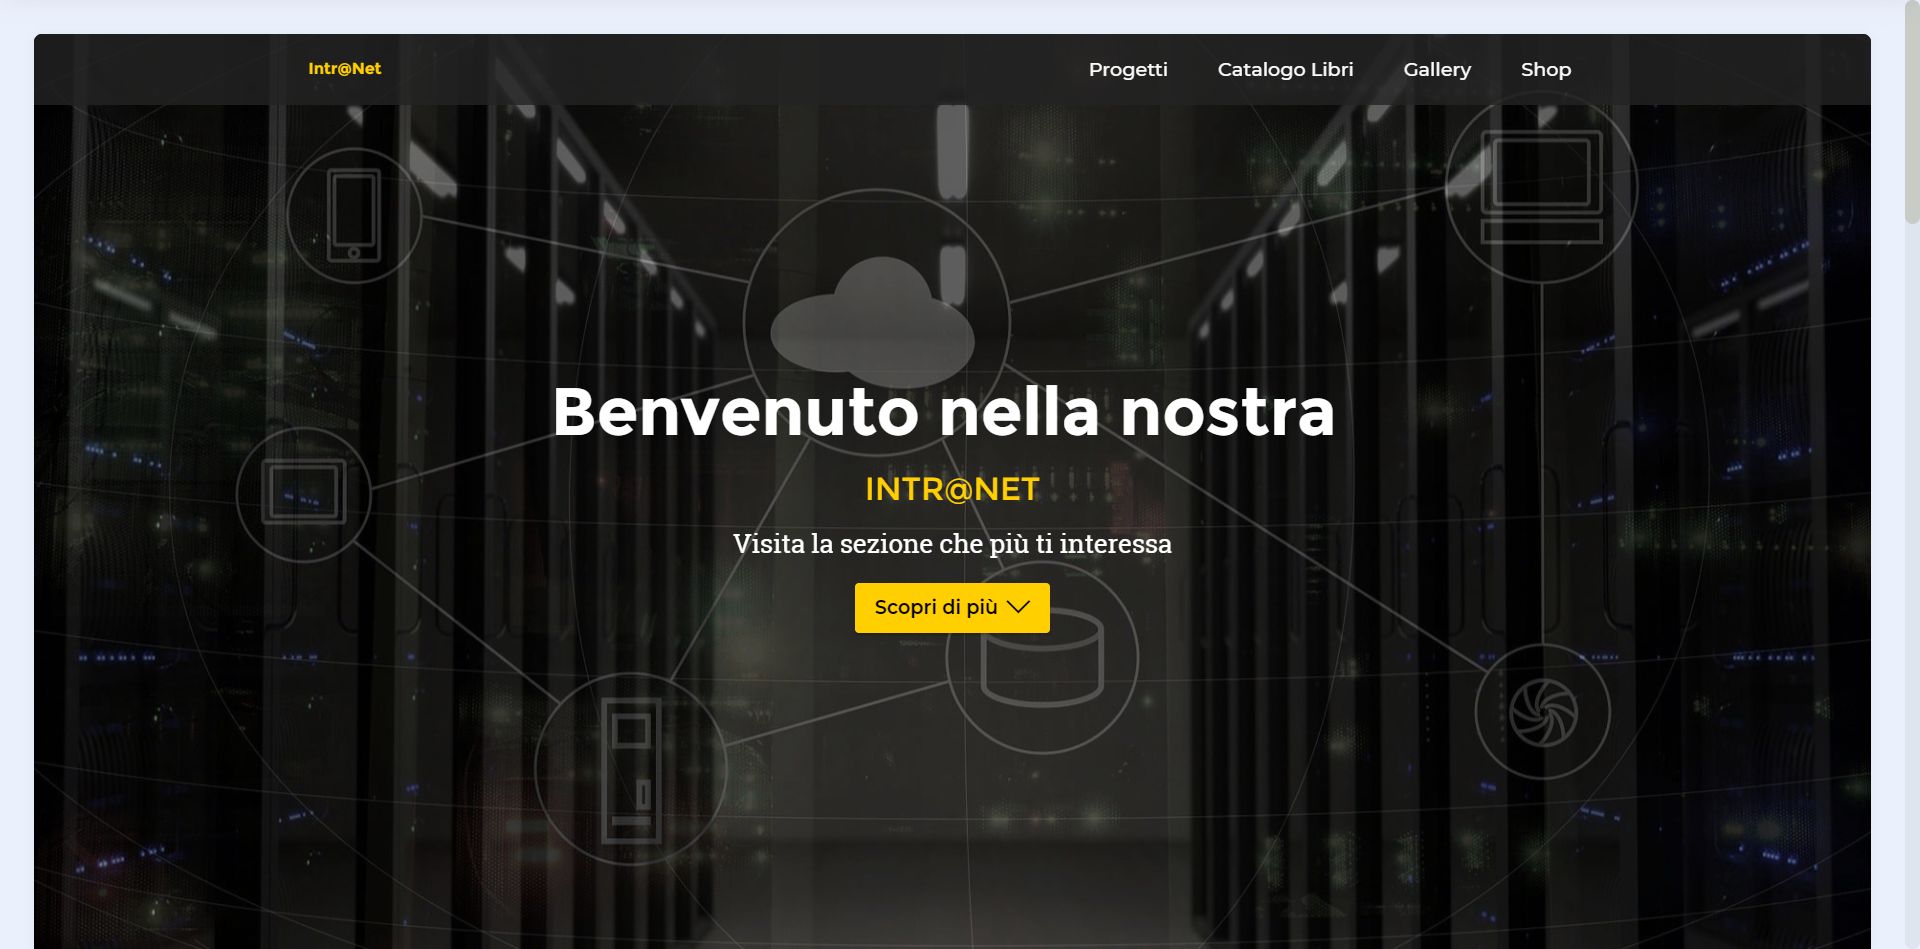 Intr@Net
Progetti
Catalogo Libri
Gallery
Shop
Benvenuto nella nostra
INTR@NET
Visita la sezione che più ti interessa
Scopri di più